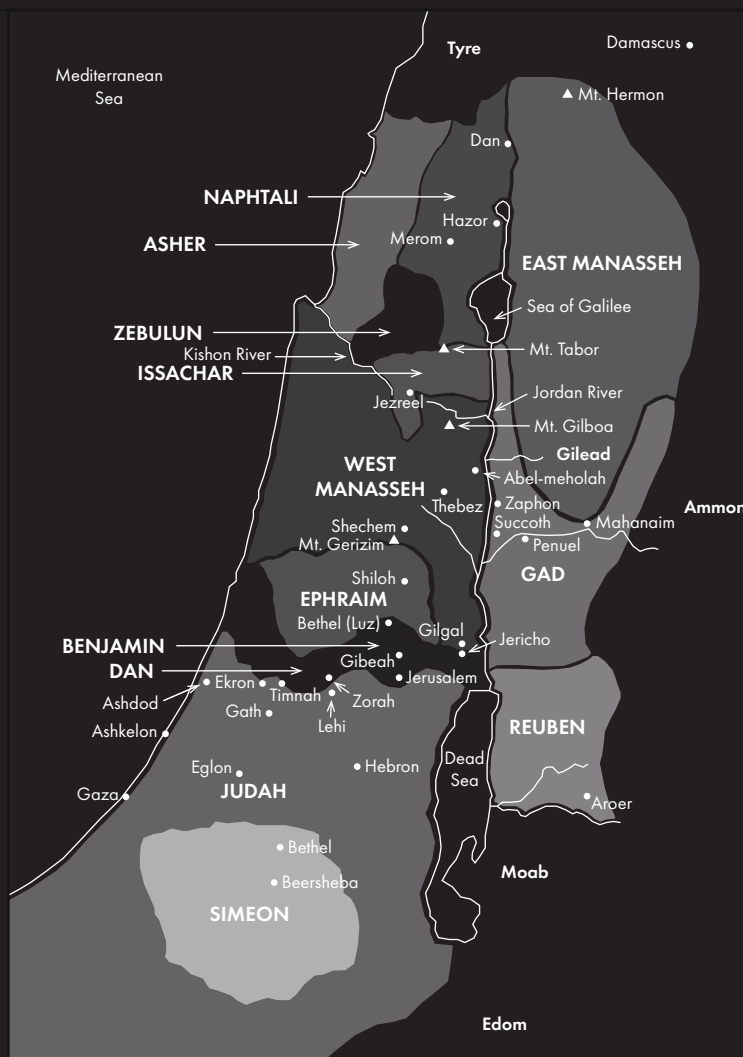 Tyre
Damascus
Mediterranean
Sea
Mt. Hermon
Dan
NAPHTALI
Hazor
Merom
ASHER
EAST MANASSEH
Sea of Galilee
ZEBULUN
Kishon River
Mt. Tabor
ISSACHAR
Jordan River
Jezreel
Mt. Gilboa
Gilead
WEST
MANASSEH
Abel-meholah
Thebez
Zaphon
Ammon
Succoth
Mahanaim
Shechem
Mt. Gerizim
Penuel
GAD
Shiloh
EPHRAIM
Bethel (Luz)
Gilgal
BENJAMIN
Jericho
Gibeah
DAN
Jerusalem
Ekron
Timnah
Zorah
Ashdod
Gath
Lehi
Ashkelon
REUBEN
Dead
Sea
Eglon
Hebron
JUDAH
Gaza
Aroer
Bethel
Moab
Beersheba
SIMEON
Edom